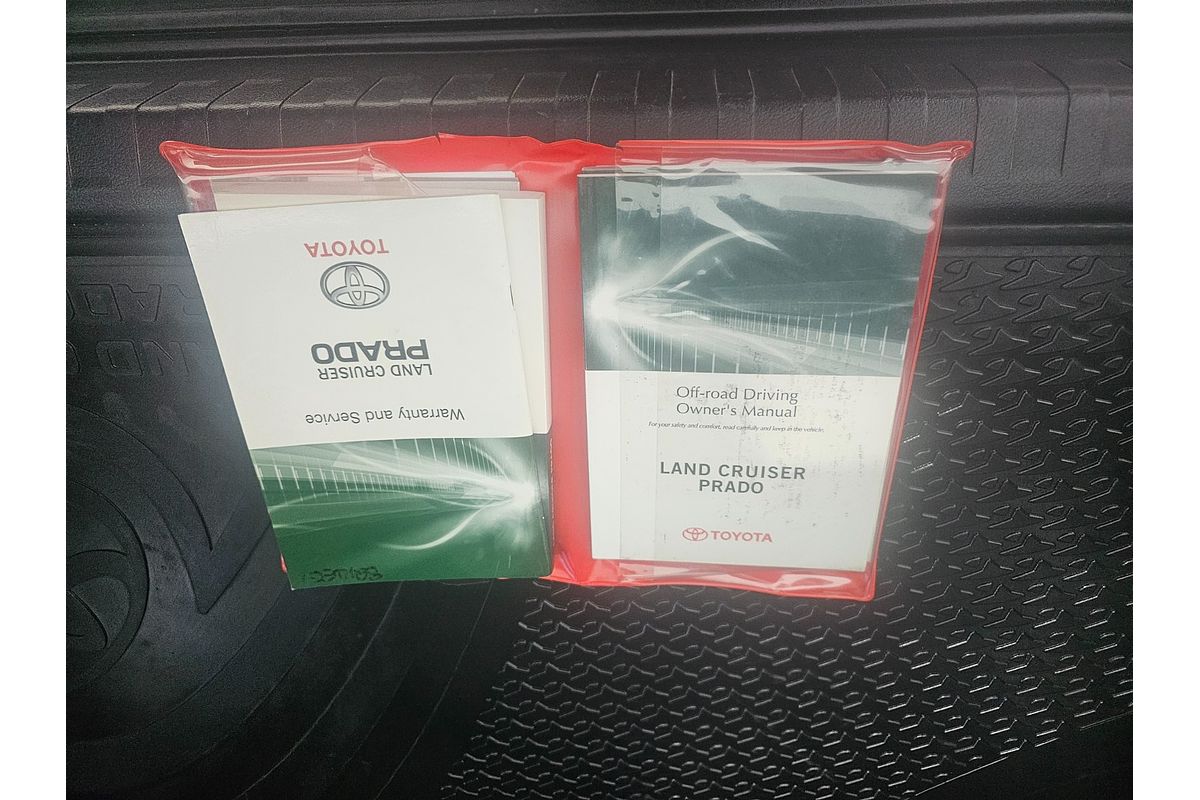 TOYOTA
LAND CRUISER
PRADO
Warranty and Service
Off-road Driving
Owner's Manual
For your safety and comfort, read carefully and keep in the vehicle.
LAND CRUISER
PRADO
TOYOTA